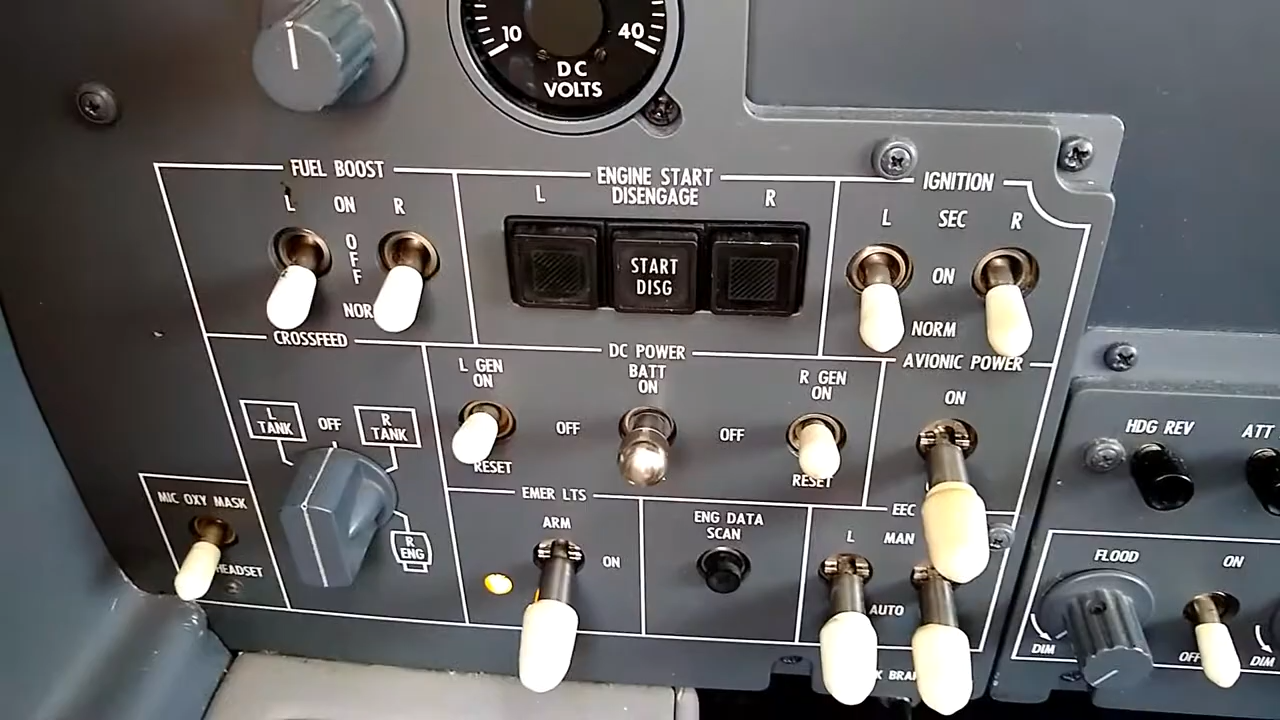 10 40
DC
VOLTS
FUEL BOOST
L ON R
OFF
NOR
ENGINE START
DISENGAGE
L R
START
DISG
IGNITION
L SEC R
ON
NORM
CROSSFEED
L
TANK
OFF
R
TANK
R
ENG
MIC OXY MASK
HEADSET
DC POWER
L GEN
ON
BATT
ON
R GEN
ON
OFF OFF
RESET RESET
AVIONIC POWER
ON
EMER LTS
ARM
ON
ENG DATA
SCAN
EEC
L MAN
AUTO
HDG REV ATT
FLOOD
DIM
ON
OFF
DIM